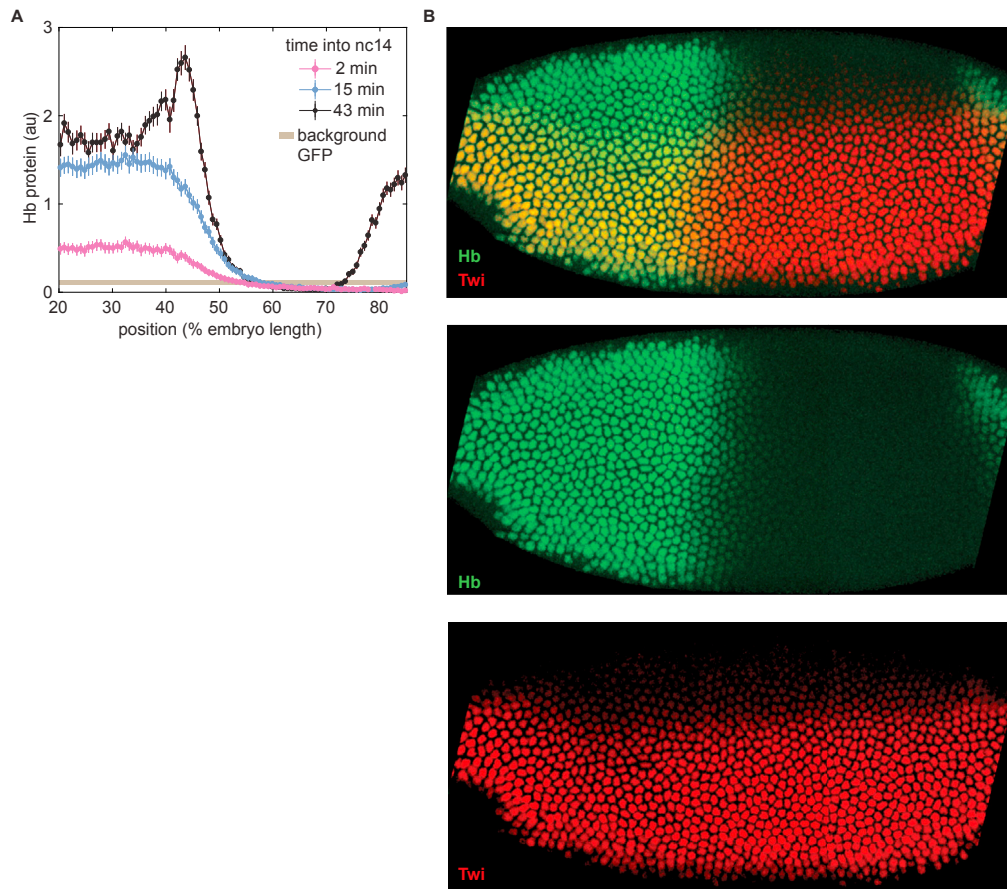 A
B
3
2
1
0
Hb protein (au)
20
30
40
50
60
70
80
position (% embryo length)
time into nc14
2 min
15 min
43 min
background
GFP
Hb
Twi
Hb
Twi